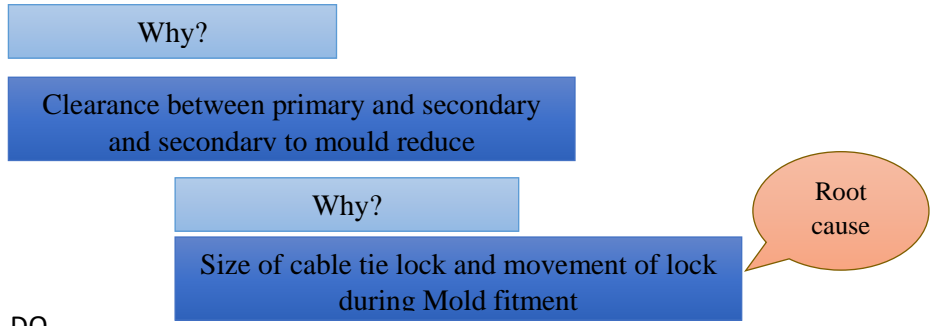 Why?
Clearance between primary and secondary
and secondary to mould reduce
Why?
Root
cause
Size of cable tie lock and movement of lock
during Mold fitment
DO